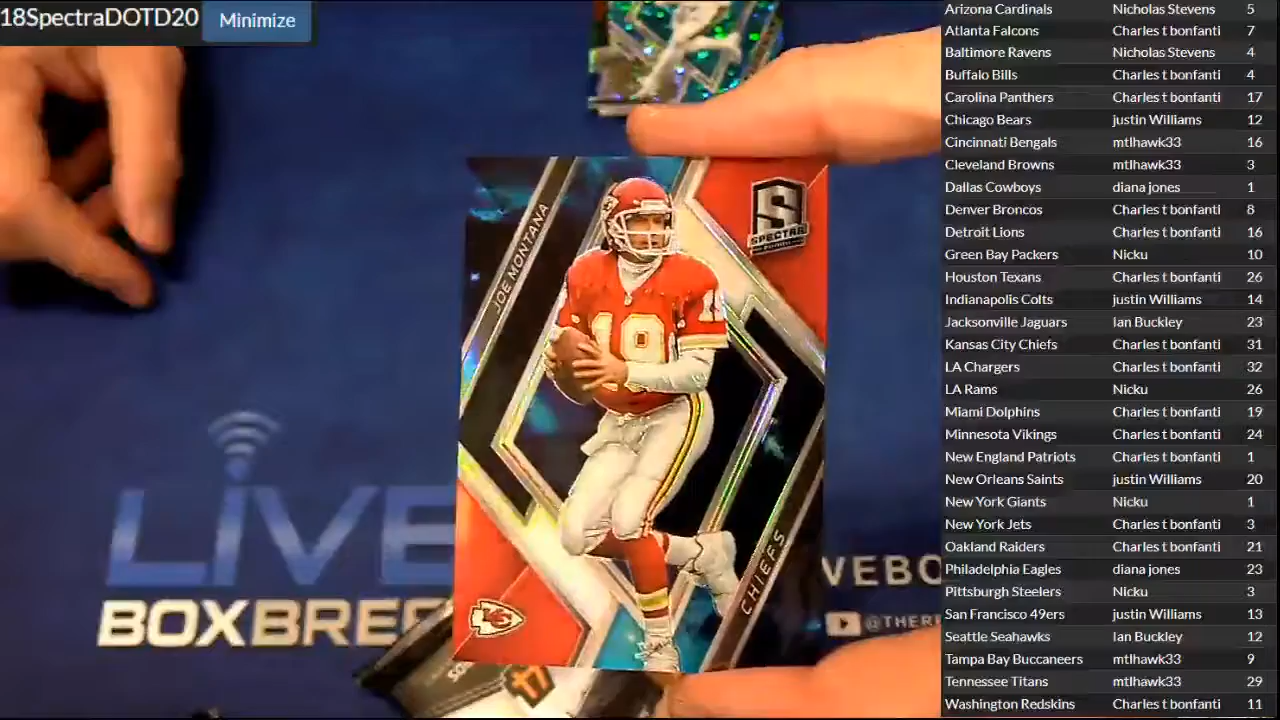 18SpectraDOTD20 Minimize
JOE MONTANA
S
SPECTRA
19
CHIEFS
KC
LIVE
BOXBRE
VEBO
@THER
Arizona Cardinals Nicholas Stevens 5
Atlanta Falcons Charles t bonfanti 7
Baltimore Ravens Nicholas Stevens 4
Buffalo Bills Charles t bonfanti 4
Carolina Panthers Charles t bonfanti 17
Chicago Bears justin Williams 12
Cincinnati Bengals mtlhawk33 16
Cleveland Browns mtlhawk33 3
Dallas Cowboys diana jones 1
Denver Broncos Charles t bonfanti 8
Detroit Lions Charles t bonfanti 16
Green Bay Packers Nicku 10
Houston Texans Charles t bonfanti 26
Indianapolis Colts justin Williams 14
Jacksonville Jaguars Ian Buckley 23
Kansas City Chiefs Charles t bonfanti 31
LA Chargers Charles t bonfanti 32
LA Rams Nicku 26
Miami Dolphins Charles t bonfanti 19
Minnesota Vikings Charles t bonfanti 24
New England Patriots Charles t bonfanti 1
New Orleans Saints justin Williams 20
New York Giants Nicku 1
New York Jets Charles t bonfanti 3
Oakland Raiders Charles t bonfanti 21
Philadelphia Eagles diana jones 23
Pittsburgh Steelers Nicku 3
San Francisco 49ers justin Williams 13
Seattle Seahawks Ian Buckley 12
Tampa Bay Buccaneers mtlhawk33 9
Tennessee Titans mtlhawk33 29
Washington Redskins Charles t bonfanti 11